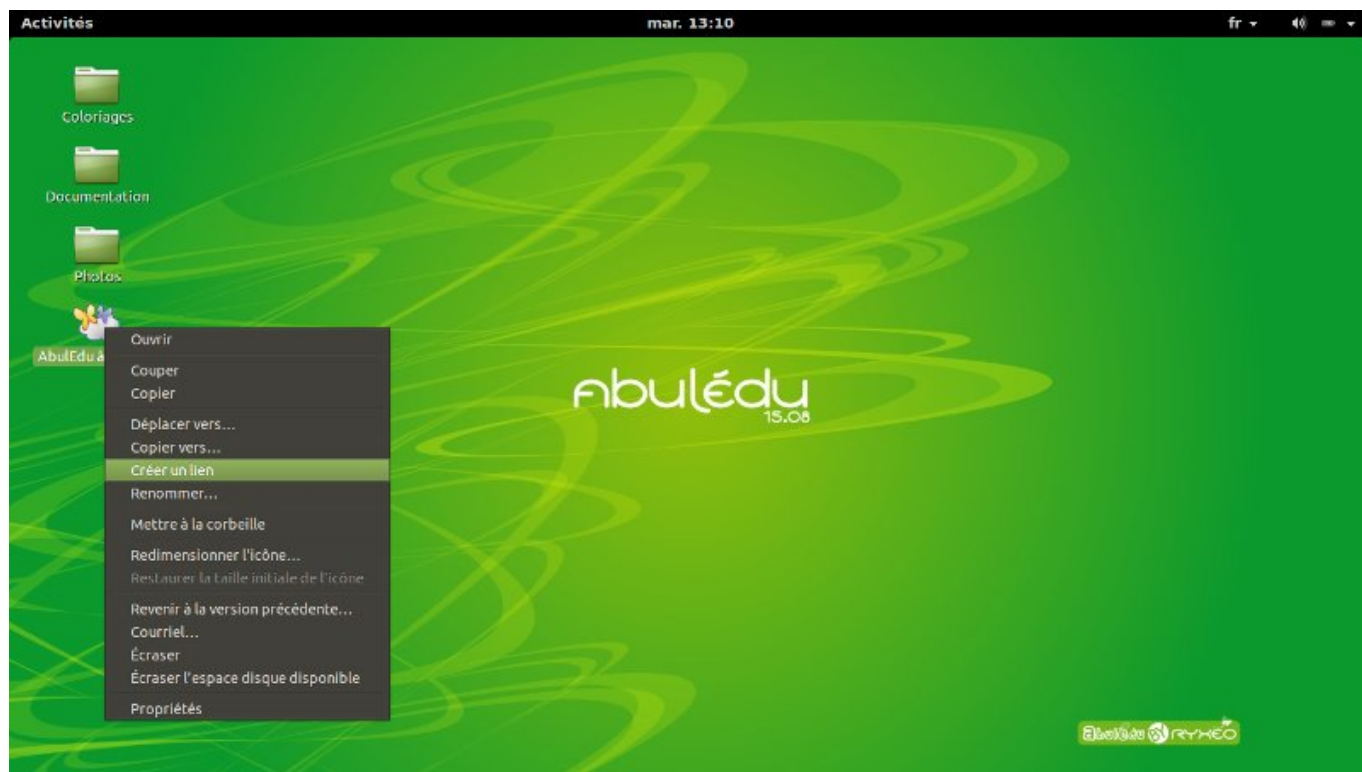 Activités
mar. 13:10
fr
Coloriages
Documentation
Photos
AbulEdu à
Ouvrir
Couper
Copier
Déplacer vers...
Copier vers...
Créer un lien
Renommer...
Mettre à la corbeille
Redimensionner l'icône...
Restaurer la taille initiale de l'icône
Revenir à la version précédente...
Courriel...
Écraser
Écraser l'espace disque disponible
Propriétés
abulédu
15.08
AbulÉdu RYXEO